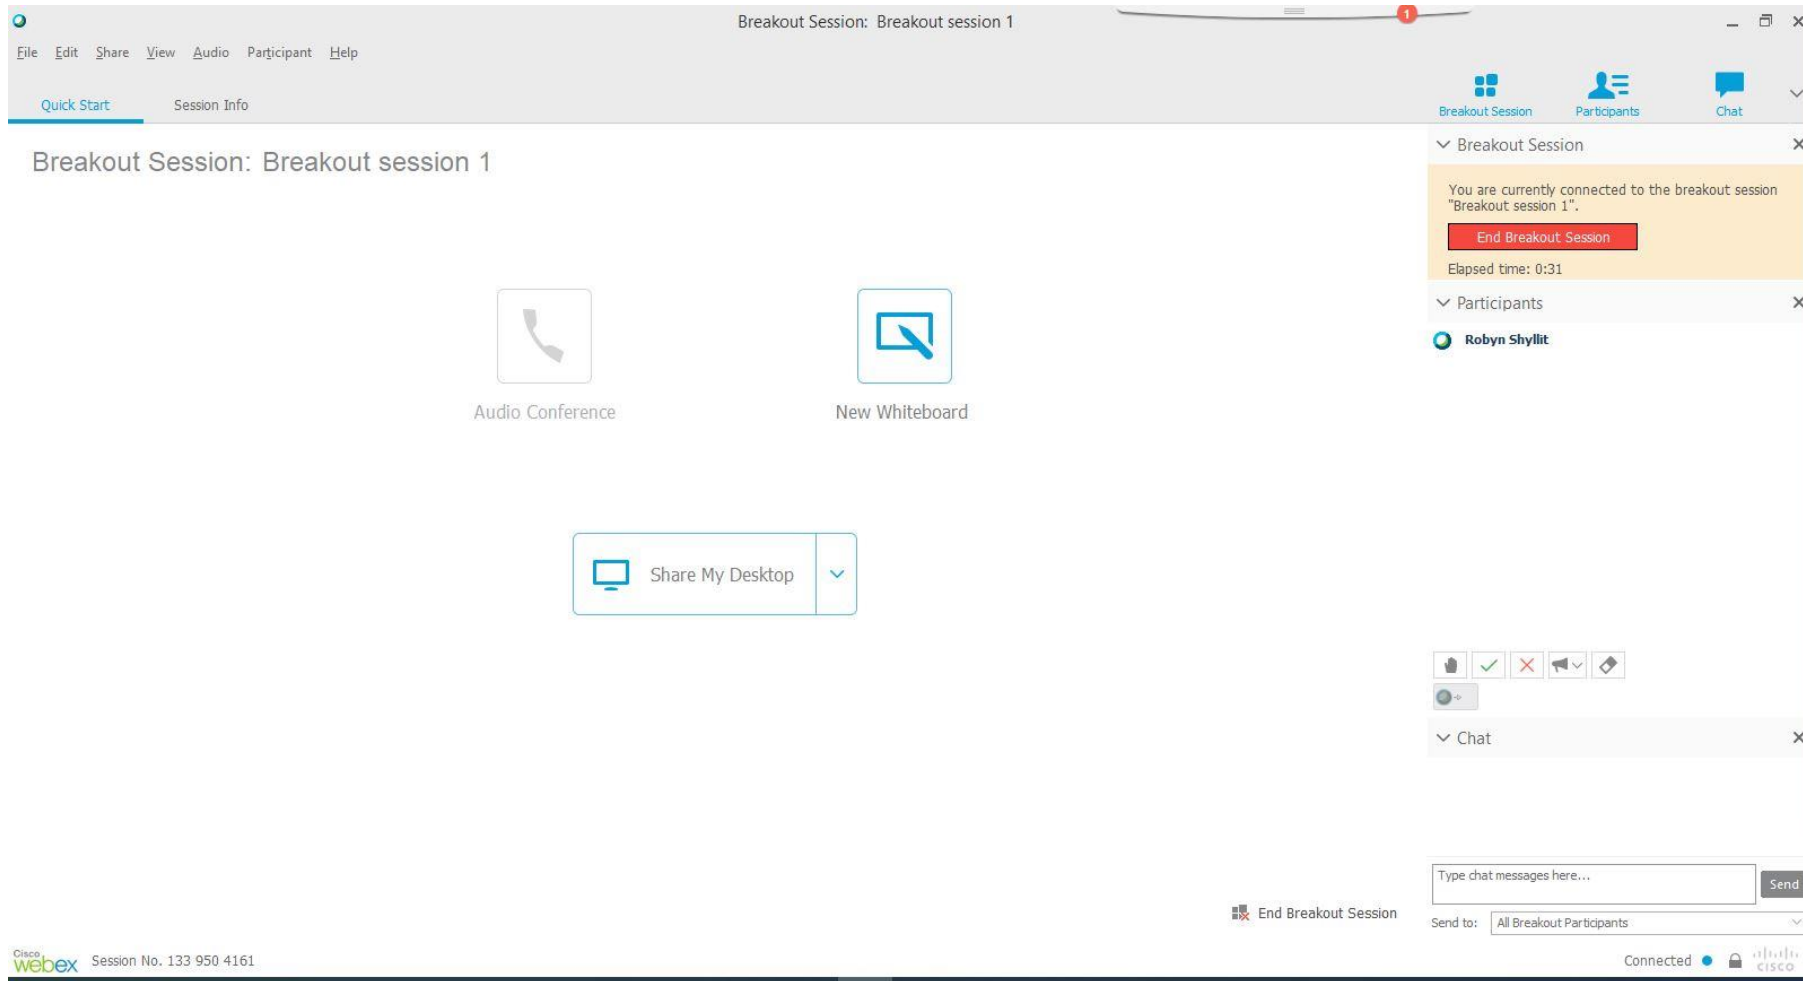 Breakout Session: Breakout session 1
1
File Edit Share View Audio Participant Help
Quick Start Session Info
Breakout Session Participants Chat
Breakout Session: Breakout session 1
Breakout Session
You are currently connected to the breakout session
"Breakout session 1".
End Breakout Session
Elapsed time: 0:31
Participants
Robyn Shyllit
Audio Conference New Whiteboard
Share My Desktop
Chat
Type chat messages here...
Send
End Breakout Session
Send to: All Breakout Participants
Cisco
webex Session No. 133 950 4161
Connected
CISCO